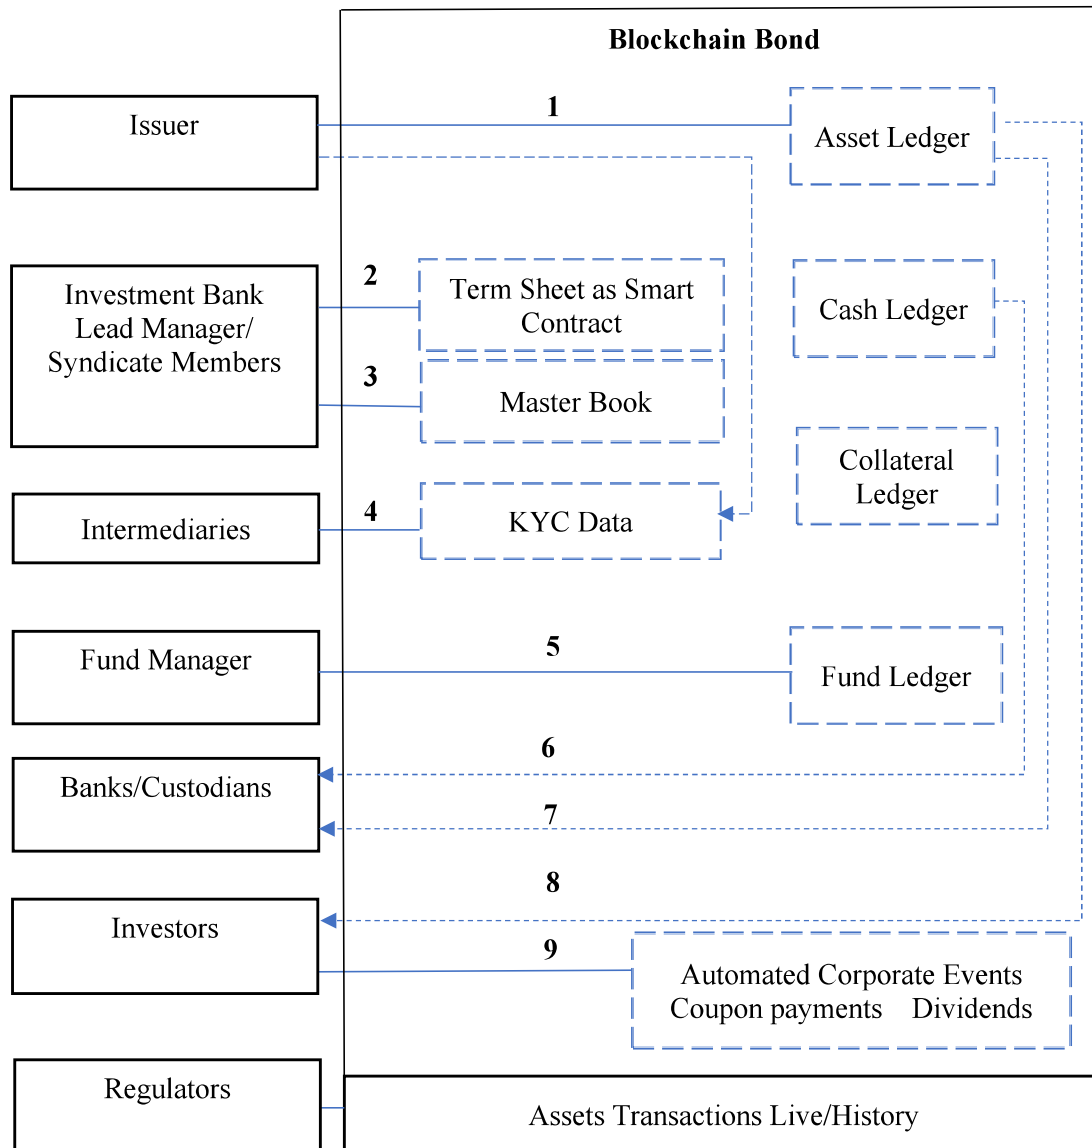 Blockchain Bond
Issuer
1
Asset Ledger
Investment Bank
Lead Manager/
Syndicate Members
2
Term Sheet as Smart
Contract
Cash Ledger
3
Master Book
Collateral
Ledger
Intermediaries
4
KYC Data
Fund Manager
5
Fund Ledger
Banks/Custodians
6
7
Investors
8
9
Automated Corporate Events
Coupon payments Dividends
Regulators
Assets Transactions Live/History